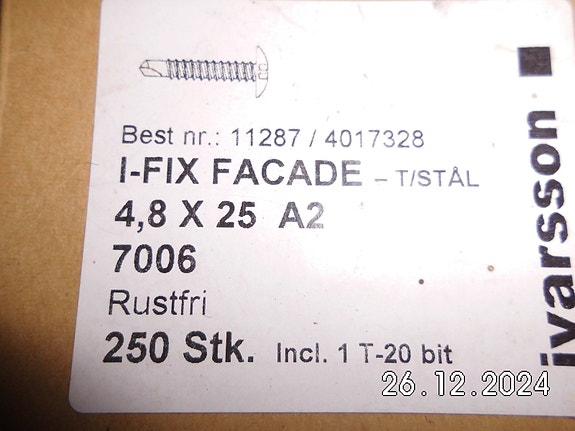 Best nr.: 11287 / 4017328
I-FIX FACADE – T/STÅL
4,8 X 25 A2
7006
Rustfri
250 Stk. Incl. 1 T-20 bit
ivarsson
26.12.2024